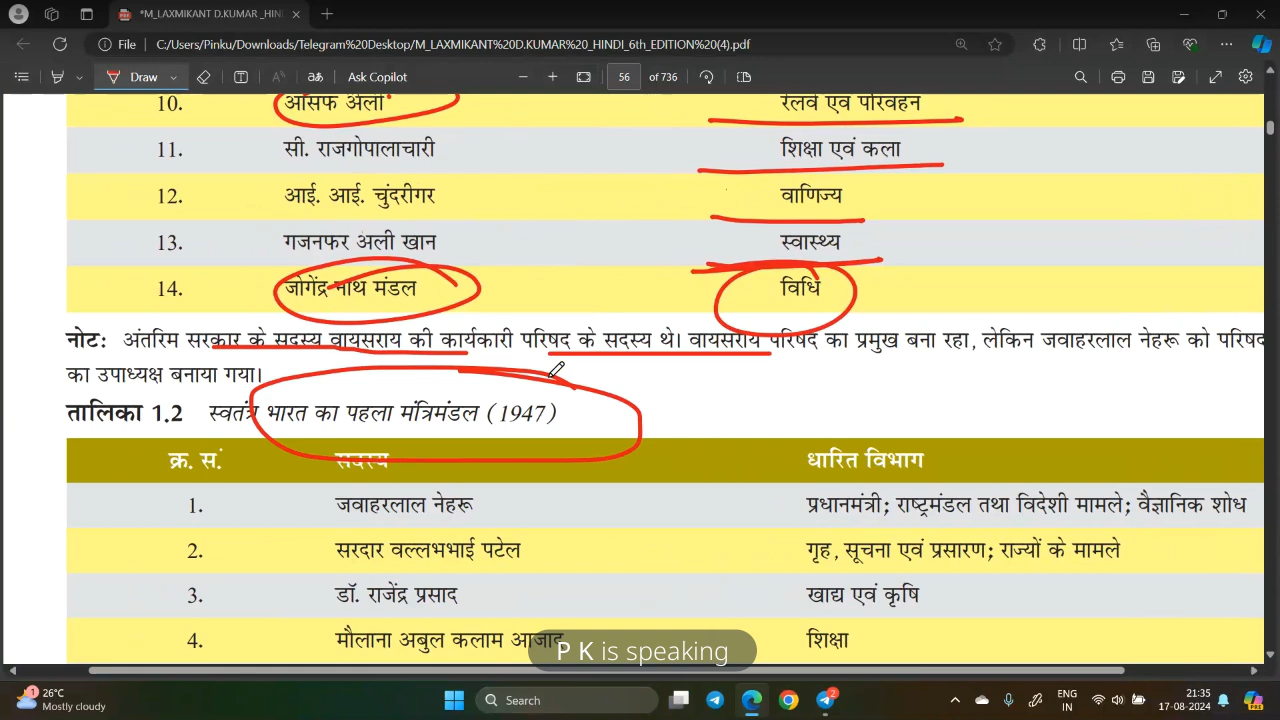 *M_LAXMIKANT D.KUMAR _HIND
File C:/Users/Pinku/Downloads/Telegram%20Desktop/M_LAXMIKANT%20D.KUMAR%20_HINDI_6th_EDITION%20(4).pdf
Draw Ask Copilot 56 of 736
10. आसफ अली रेलवे एवं परिवहन
11. सी. राजगोपालाचारी शिक्षा एवं कला
12. आई. आई. चुंदरीगर वाणिज्य
13. गजनफर अली खान स्वास्थ्य
14. जोगेंद्र नाथ मंडल विधि
नोट: अंतरिम सरकार के सदस्य वायसराय की कार्यकारी परिषद के सदस्य थे। वायसराय परिषद का प्रमुख बना रहा, लेकिन जवाहरलाल नेहरू को परिषद
का उपाध्यक्ष बनाया गया।
तालिका 1.2 स्वतंत्र भारत का पहला मंत्रिमंडल (1947)
क्र. सं. सदस्य धारित विभाग
1. जवाहरलाल नेहरू प्रधानमंत्री; राष्ट्रमंडल तथा विदेशी मामले; वैज्ञानिक शोध
2. सरदार वल्लभभाई पटेल गृह, सूचना एवं प्रसारण; राज्यों के मामले
3. डॉ. राजेंद्र प्रसाद खाद्य एवं कृषि
4. मौलाना अबुल कलाम आजाद शिक्षा
P K is speaking
26°C
Mostly cloudy
Search
ENG
IN
21:35
17-08-2024